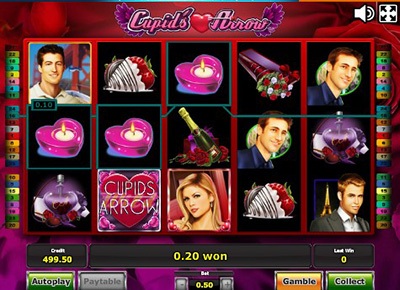 Cupid's Arrow
0.10
CUPIDS
ARROW
Credit
499.50
0.20 won
Last Win
0
Bet
0.50
Autoplay
Paytable
Gamble
Collect